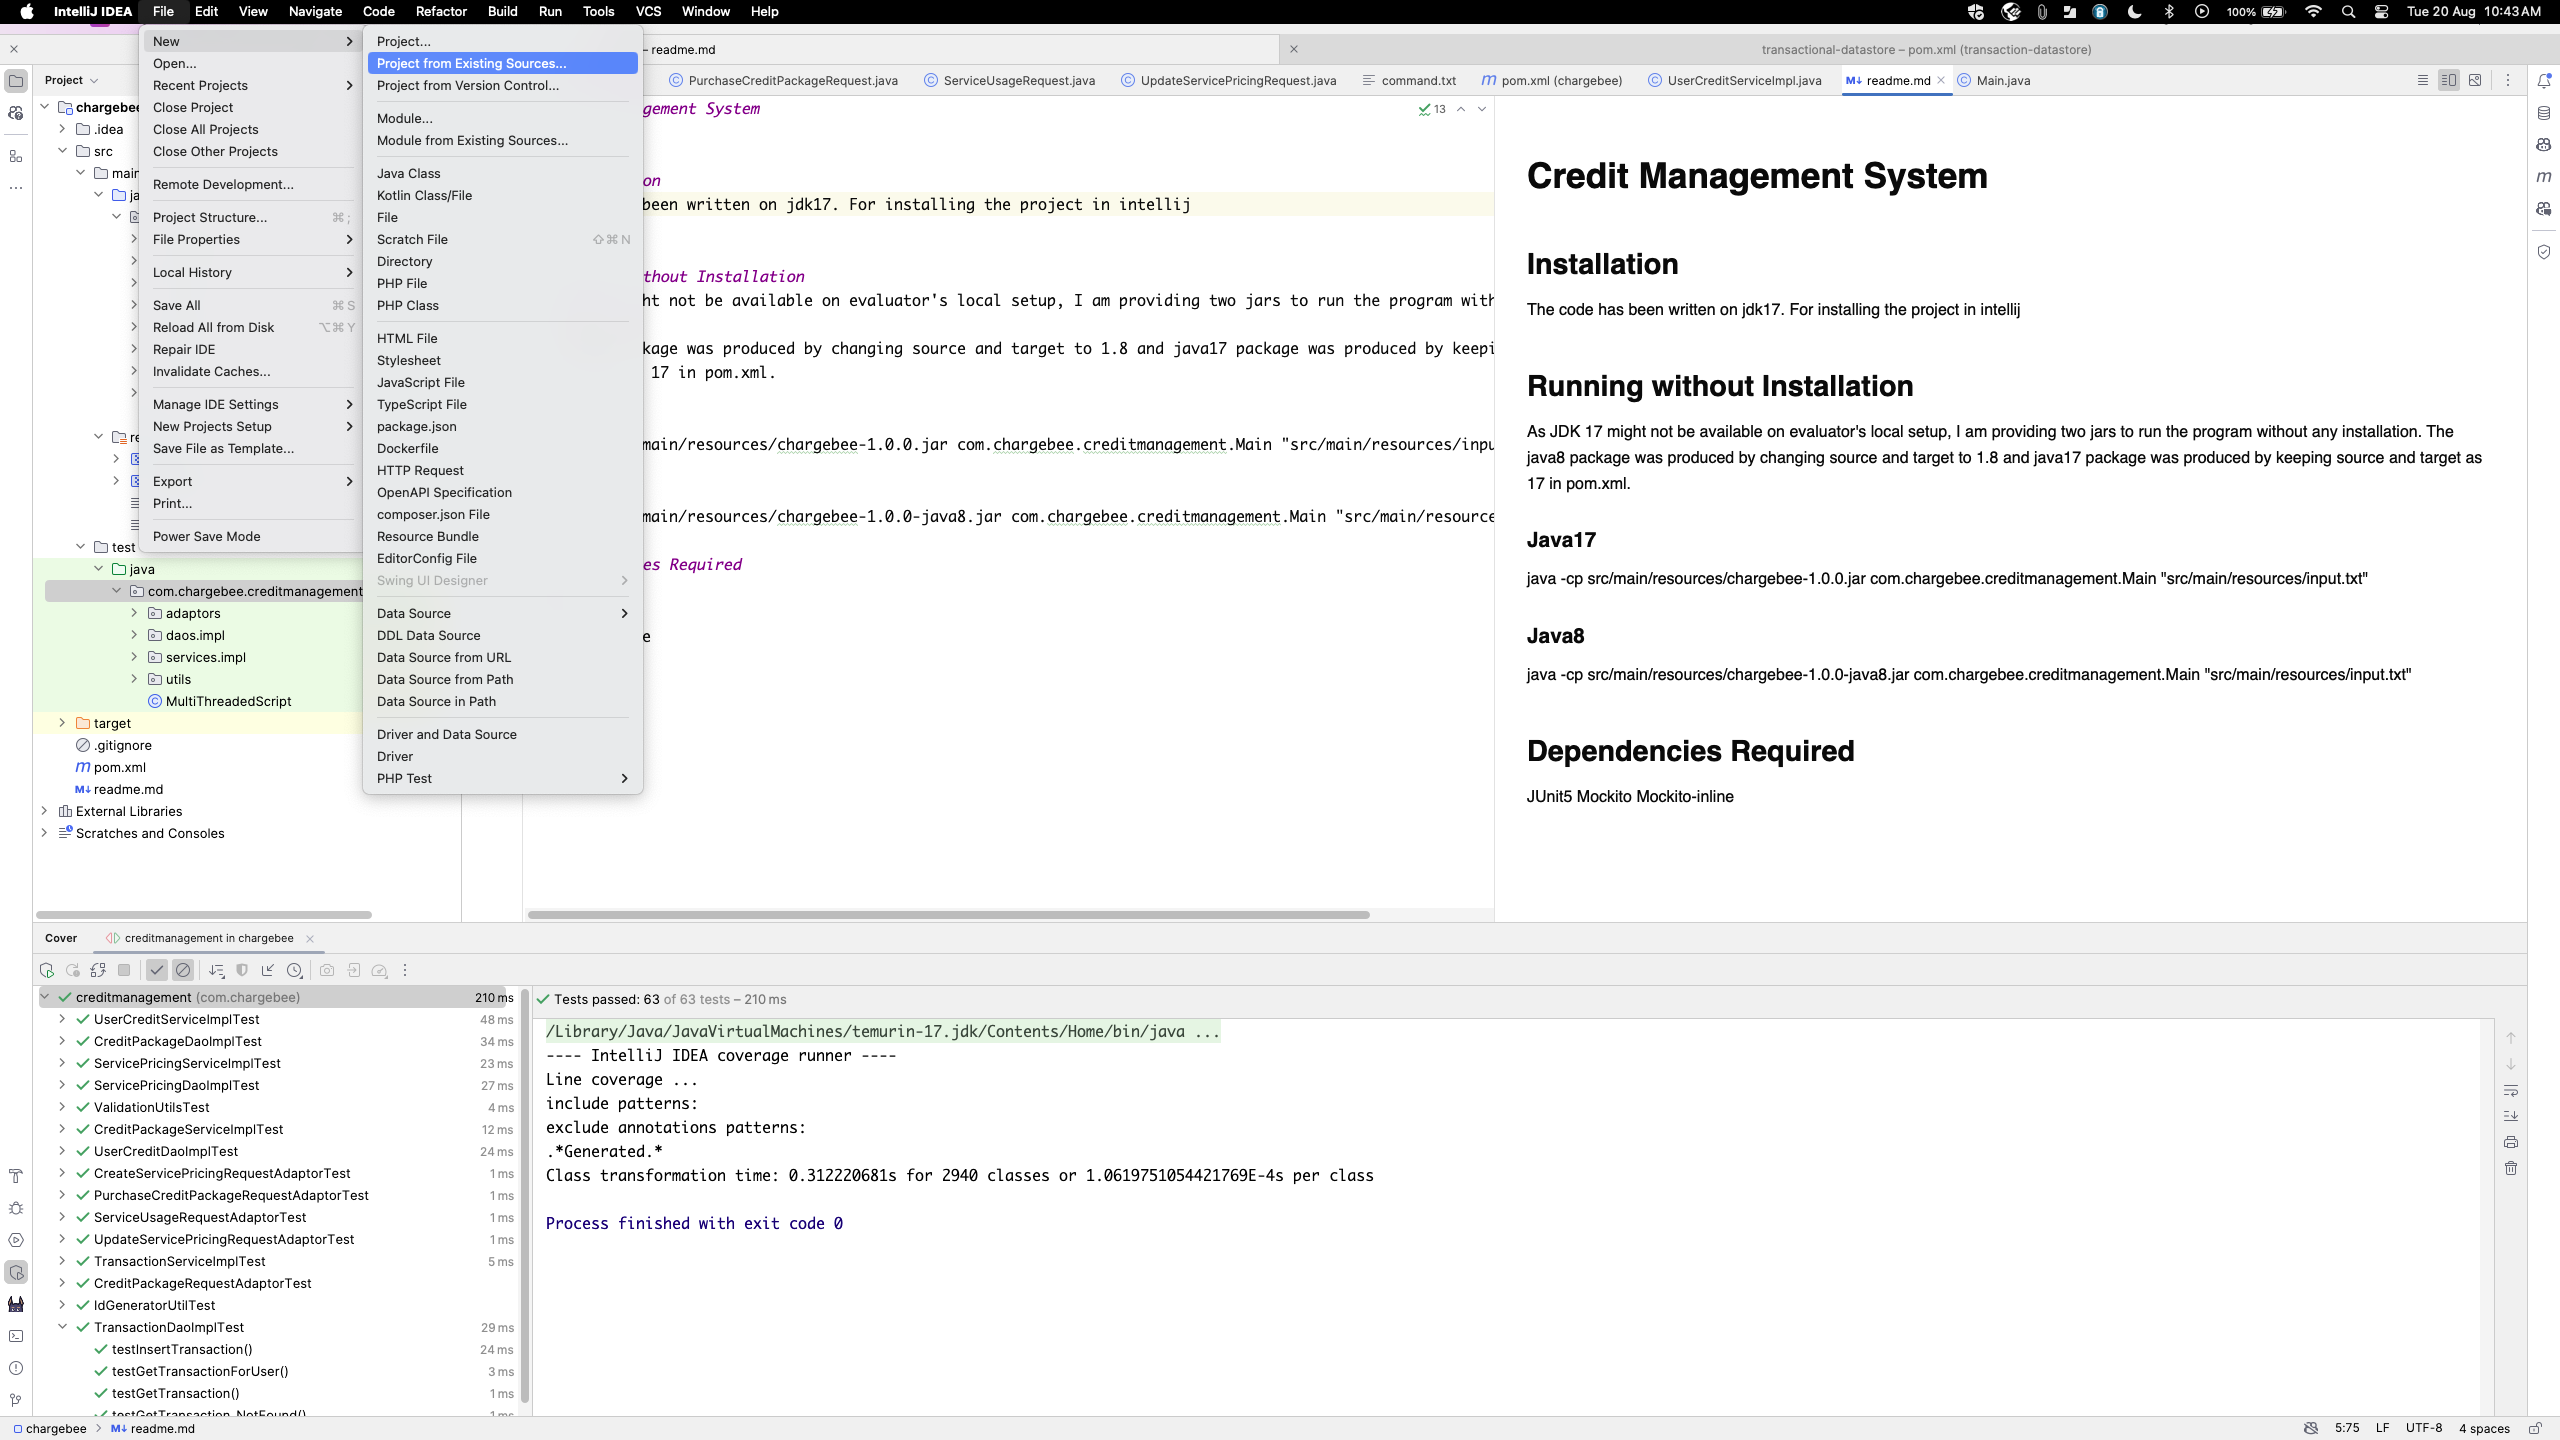 IntelliJ IDEA File Edit View Navigate Code Refactor Build Run Tools VCS Window Help 100% Tue 20 Aug 10:43 AM
– readme.md
transactional-datastore – pom.xml (transaction-datastore)
Project
PurchaseCreditPackageRequest.java ServiceUsageRequest.java UpdateServicePricingRequest.java command.txt pom.xml (chargebee) UserCreditServiceImpl.java readme.md Main.java
chargebee
.idea
src
main
ja
re
test
java
com.chargebee.creditmanagement
adaptors
daos.impl
services.impl
utils
MultiThreadedScript
target
.gitignore
pom.xml
readme.md
External Libraries
Scratches and Consoles
New
Open...
Recent Projects
Close Project
Close All Projects
Close Other Projects
Remote Development...
Project Structure... ⌘ ;
File Properties
Local History
Save All ⌘ S
Reload All from Disk ⌥⌘ Y
Repair IDE
Invalidate Caches...
Manage IDE Settings
New Projects Setup
Save File as Template...
Export
Print...
Power Save Mode
Project...
Project from Existing Sources...
Project from Version Control...
Module...
Module from Existing Sources...
Java Class
Kotlin Class/File
File
Scratch File ⇧⌘ N
Directory
PHP File
PHP Class
HTML File
Stylesheet
JavaScript File
TypeScript File
package.json
Dockerfile
HTTP Request
OpenAPI Specification
composer.json File
Resource Bundle
EditorConfig File
Swing UI Designer
Data Source
DDL Data Source
Data Source from URL
Data Source from Path
Data Source in Path
Driver and Data Source
Driver
PHP Test
gement System
13
on
been written on jdk17. For installing the project in intellij
thout Installation
ht not be available on evaluator's local setup, I am providing two jars to run the program with
kage was produced by changing source and target to 1.8 and java17 package was produced by keepi
17 in pom.xml.
main/resources/chargebee-1.0.0.jar com.chargebee.creditmanagement.Main "src/main/resources/inpu
main/resources/chargebee-1.0.0-java8.jar com.chargebee.creditmanagement.Main "src/main/resource
es Required
e
Credit Management System
Installation
The code has been written on jdk17. For installing the project in intellij
Running without Installation
As JDK 17 might not be available on evaluator's local setup, I am providing two jars to run the program without any installation. The
java8 package was produced by changing source and target to 1.8 and java17 package was produced by keeping source and target as
17 in pom.xml.
Java17
java -cp src/main/resources/chargebee-1.0.0.jar com.chargebee.creditmanagement.Main "src/main/resources/input.txt"
Java8
java -cp src/main/resources/chargebee-1.0.0-java8.jar com.chargebee.creditmanagement.Main "src/main/resources/input.txt"
Dependencies Required
JUnit5 Mockito Mockito-inline
Cover creditmanagement in chargebee
creditmanagement (com.chargebee) 210 ms
UserCreditServiceImplTest 48 ms
CreditPackageDaoImplTest 34 ms
ServicePricingServiceImplTest 23 ms
ServicePricingDaoImplTest 27 ms
ValidationUtilsTest 4 ms
CreditPackageServiceImplTest 12 ms
UserCreditDaoImplTest 24 ms
CreateServicePricingRequestAdaptorTest 1 ms
PurchaseCreditPackageRequestAdaptorTest 1 ms
ServiceUsageRequestAdaptorTest 1 ms
UpdateServicePricingRequestAdaptorTest 1 ms
TransactionServiceImplTest 5 ms
CreditPackageRequestAdaptorTest
IdGeneratorUtilTest
TransactionDaoImplTest 29 ms
testInsertTransaction() 24 ms
testGetTransactionForUser() 3 ms
testGetTransaction() 1 ms
testGetTransaction_NotFound() 1 ms
Tests passed: 63 of 63 tests – 210 ms
/Library/Java/JavaVirtualMachines/temurin-17.jdk/Contents/Home/bin/java ...
---- IntelliJ IDEA coverage runner ----
Line coverage ...
include patterns:
exclude annotations patterns:
.*Generated.*
Class transformation time: 0.312220681s for 2940 classes or 1.0619751054421769E-4s per class
Process finished with exit code 0
chargebee readme.md 5:75 LF UTF-8 4 spaces